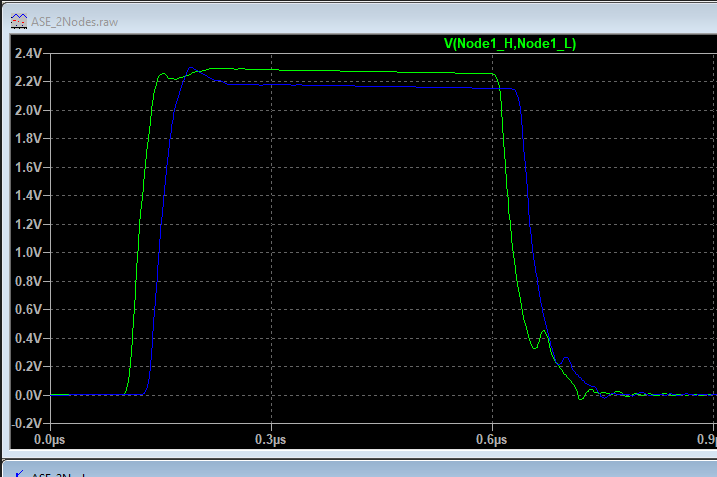 ASE_2Nodes.raw
V(Node1_H,Node1_L)
2.4V
2.2V
2.0V
1.8V
1.6V
1.4V
1.2V
1.0V
0.8V
0.6V
0.4V
0.2V
0.0V
-0.2V
0.0µs 0.3µs 0.6µs